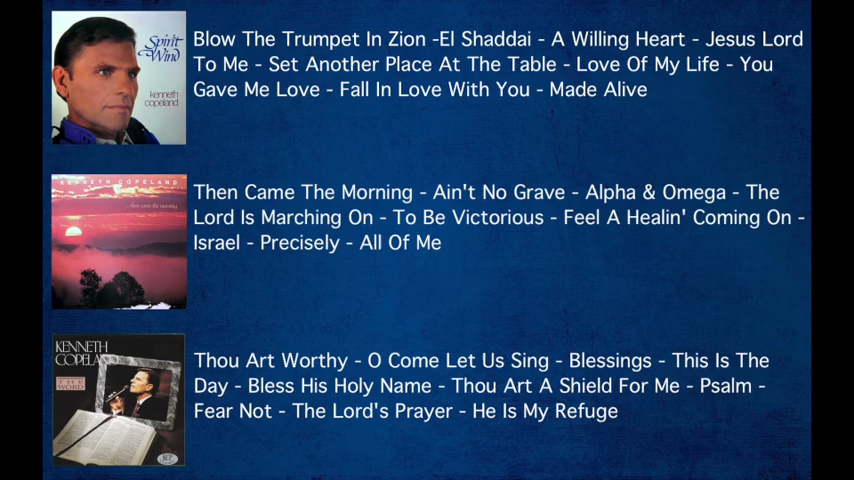 Spirit
Wind
kenneth
copeland
Blow The Trumpet In Zion -El Shaddai - A Willing Heart - Jesus Lord
To Me - Set Another Place At The Table - Love Of My Life - You
Gave Me Love - Fall In Love With You - Made Alive
KENNETH COPELAND
...then came the morning
Then Came The Morning - Ain't No Grave - Alpha & Omega - The
Lord Is Marching On - To Be Victorious - Feel A Healin' Coming On -
Israel - Precisely - All Of Me
KENNETH
COPELAND
THE
WORD
Thou Art Worthy - O Come Let Us Sing - Blessings - This Is The
Day - Bless His Holy Name - Thou Art A Shield For Me - Psalm -
Fear Not - The Lord's Prayer - He Is My Refuge